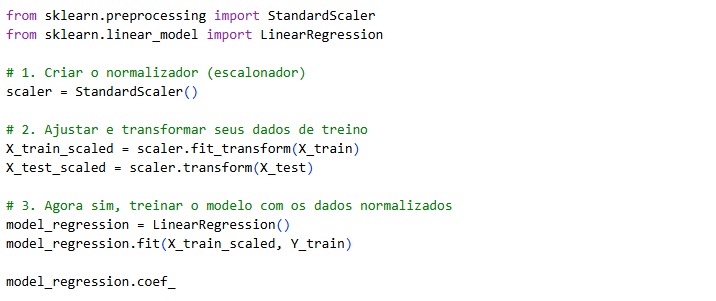 from sklearn.preprocessing import StandardScaler
from sklearn.linear_model import LinearRegression
# 1. Criar o normalizador (escalonador)
scaler = StandardScaler()
# 2. Ajustar e transformar seus dados de treino
X_train_scaled = scaler.fit_transform(X_train)
X_test_scaled = scaler.transform(X_test)
# 3. Agora sim, treinar o modelo com os dados normalizados
model_regression = LinearRegression()
model_regression.fit(X_train_scaled, Y_train)
model_regression.coef_